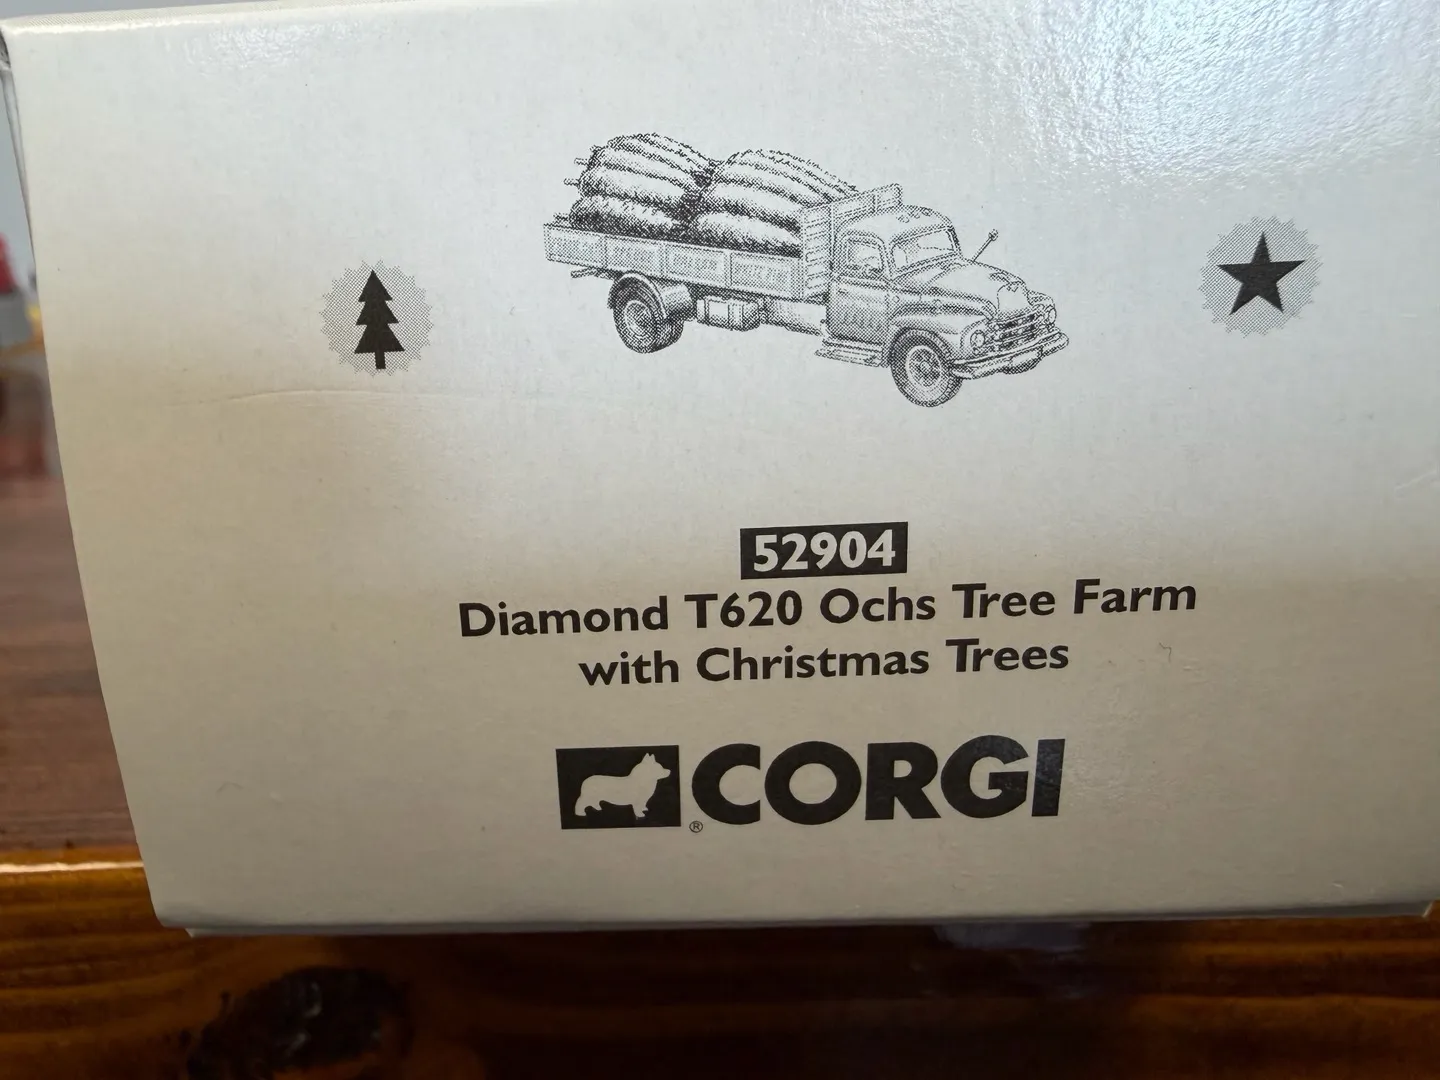 52904
Diamond T620 Ochs Tree Farm
with Christmas Trees
® CORGI